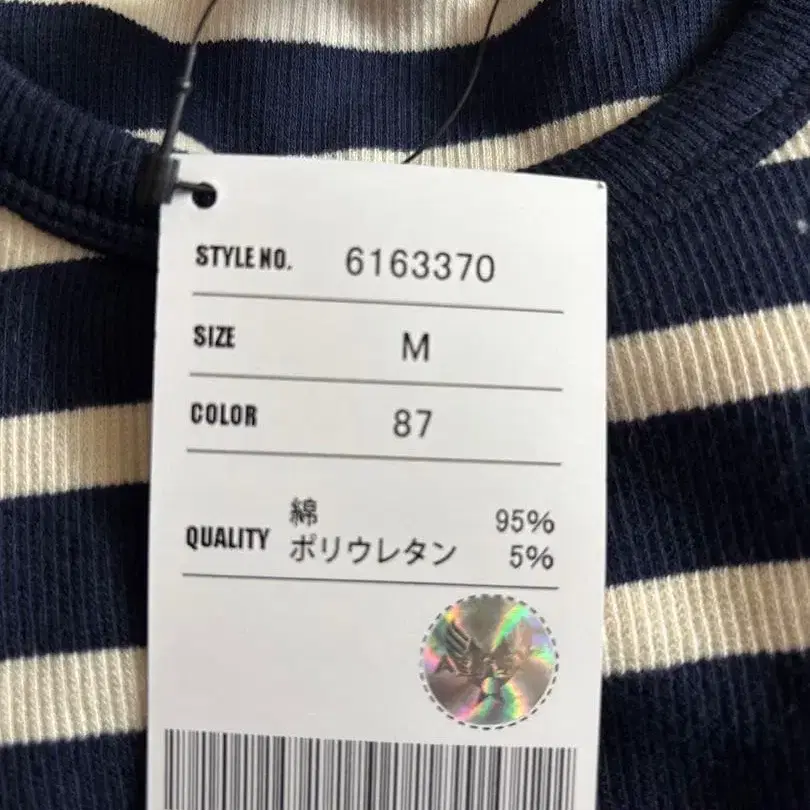 STYLE NO. 6163370
SIZE M
COLOR 87
QUALITY 綿 95%
ポリウレタン 5%